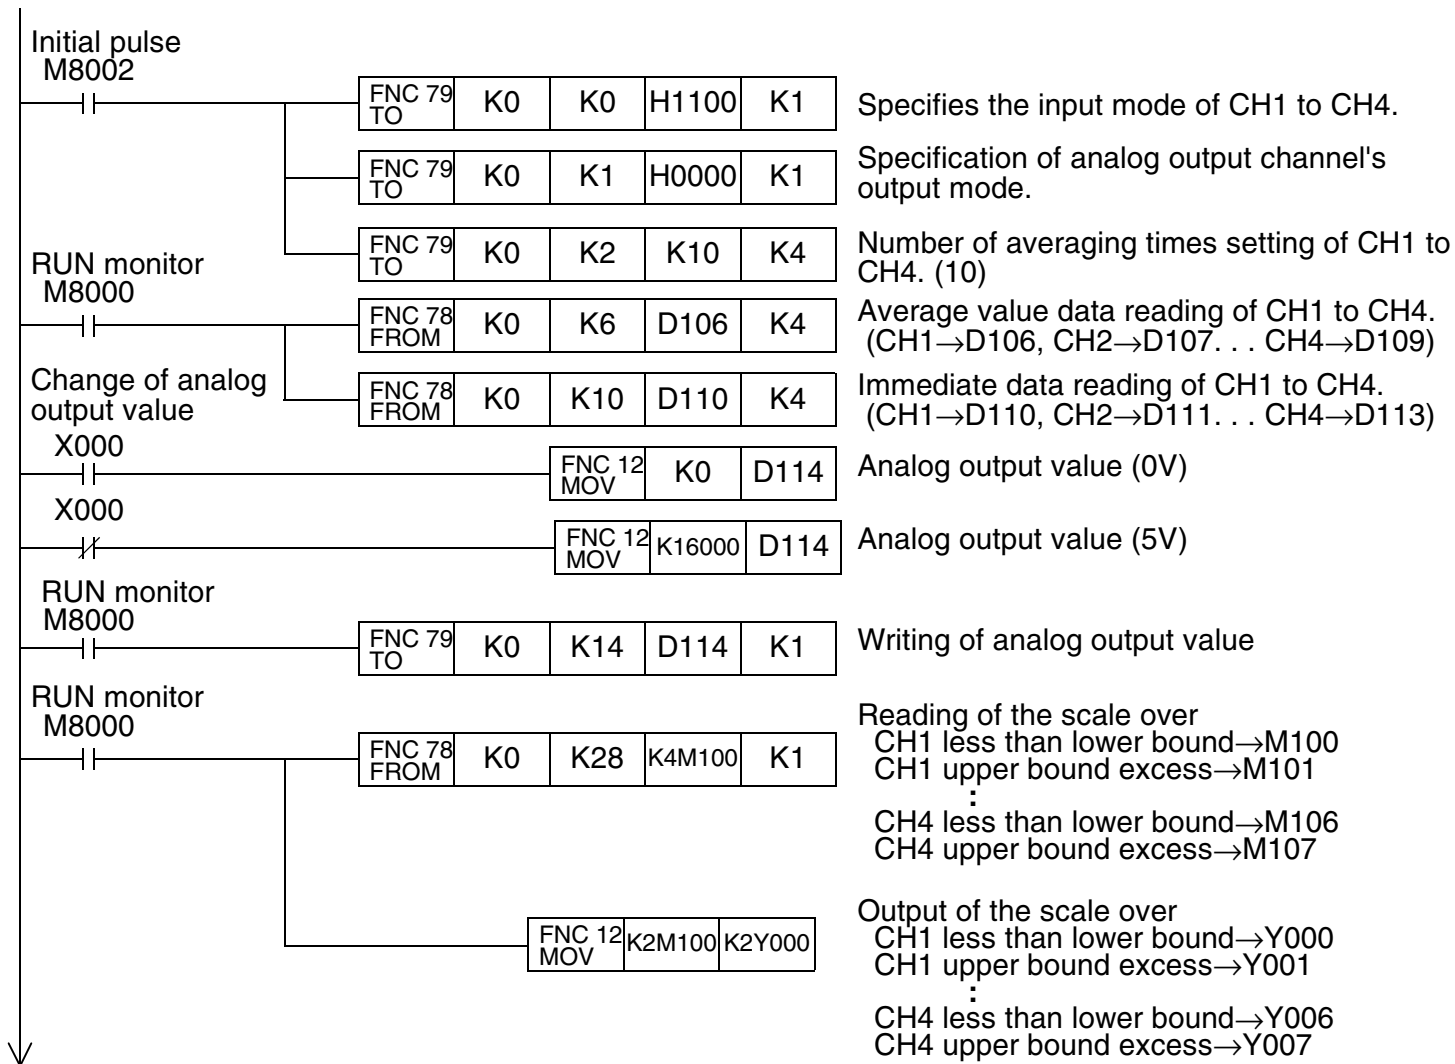 Initial pulse
M8002
FNC 79 TO K0 K0 H1100 K1
Specifies the input mode of CH1 to CH4.
FNC 79 TO K0 K1 H0000 K1
Specification of analog output channel's
output mode.
FNC 79 TO K0 K2 K10 K4
Number of averaging times setting of CH1 to
CH4. (10)
RUN monitor
M8000
FNC 78 FROM K0 K6 D106 K4
Average value data reading of CH1 to CH4.
(CH1→D106, CH2→D107. . . CH4→D109)
FNC 78 FROM K0 K10 D110 K4
Immediate data reading of CH1 to CH4.
(CH1→D110, CH2→D111. . . CH4→D113)
Change of analog
output value
X000
FNC 12 MOV K0 D114
Analog output value (0V)
X000
FNC 12 MOV K16000 D114
Analog output value (5V)
RUN monitor
M8000
FNC 79 TO K0 K14 D114 K1
Writing of analog output value
RUN monitor
M8000
FNC 78 FROM K0 K28 K4M100 K1
Reading of the scale over
CH1 less than lower bound→M100
CH1 upper bound excess→M101
:
CH4 less than lower bound→M106
CH4 upper bound excess→M107
FNC 12 MOV K2M100 K2Y000
Output of the scale over
CH1 less than lower bound→Y000
CH1 upper bound excess→Y001
:
CH4 less than lower bound→Y006
CH4 upper bound excess→Y007